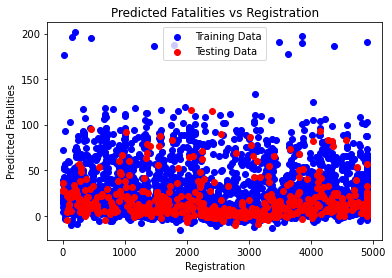 Predicted Fatalities vs Registration
Training Data
Testing Data
200
150
100
50
0
Predicted Fatalities
0 1000 2000 3000 4000 5000
Registration